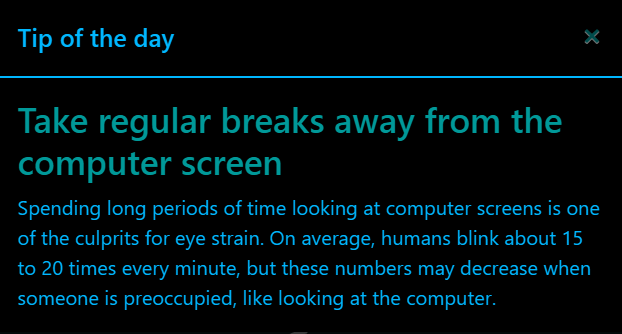 Tip of the day
Take regular breaks away from the
computer screen
Spending long periods of time looking at computer screens is one
of the culprits for eye strain. On average, humans blink about 15
to 20 times every minute, but these numbers may decrease when
someone is preoccupied, like looking at the computer.